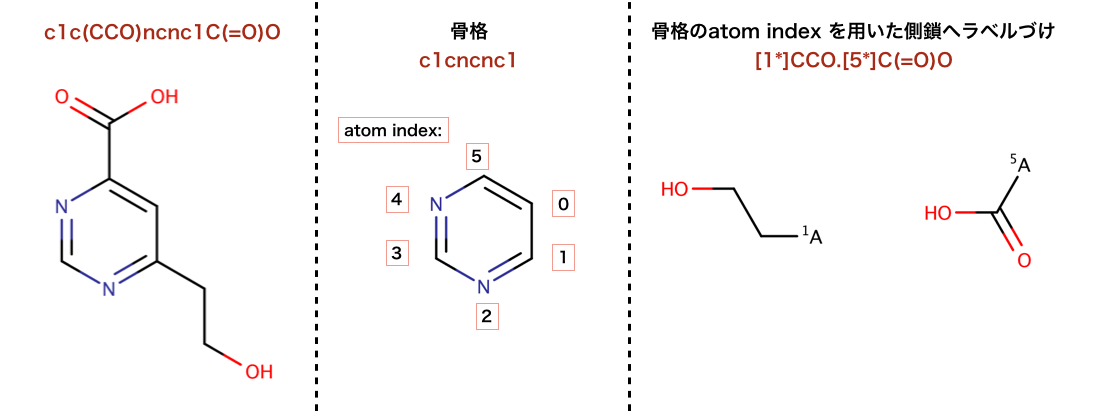 c1c(CCO)ncnc1C(=O)O
O
OH
N
N
OH
骨格
c1cncnc1
atom index:
5
4
N
0
3
1
N
2
骨格のatom index を用いた側鎖へラベルづけ
[1*]CCO.[5*]C(=O)O
HO
1A
5A
HO
O